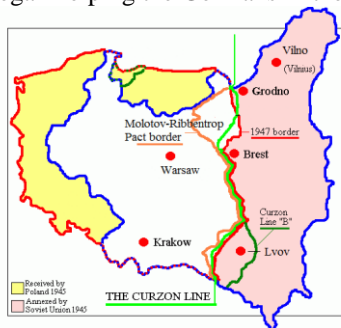 Vilno
(Vilnius)
Grodno
Molotov-Ribbentrop
Pact border
1947 border
Brest
Warsaw
Curzon
Line "B"
Krakow
Lvov
Received by
Poland 1945
Annexed by
Soviet Union 1945
THE CURZON LINE